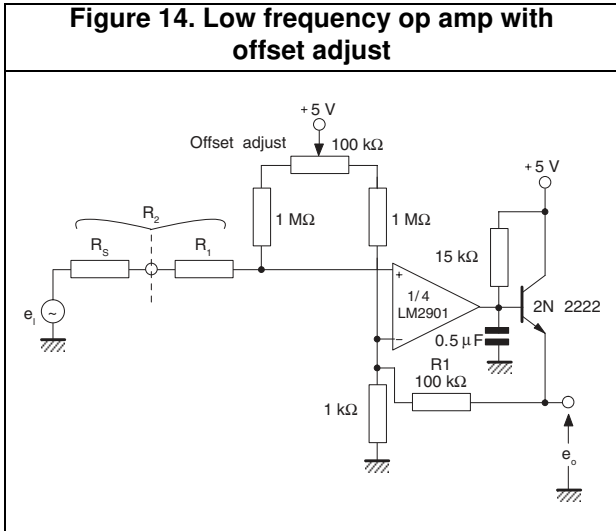 Figure 14. Low frequency op amp with
offset adjust
+5 V
Offset adjust 100 kΩ
+5 V
R2
1 MΩ 1 MΩ
RS R1
15 kΩ
+
1/4
LM2901
2N 2222
eI
~
0.5 µF
−
R1
100 kΩ
1 kΩ
eo